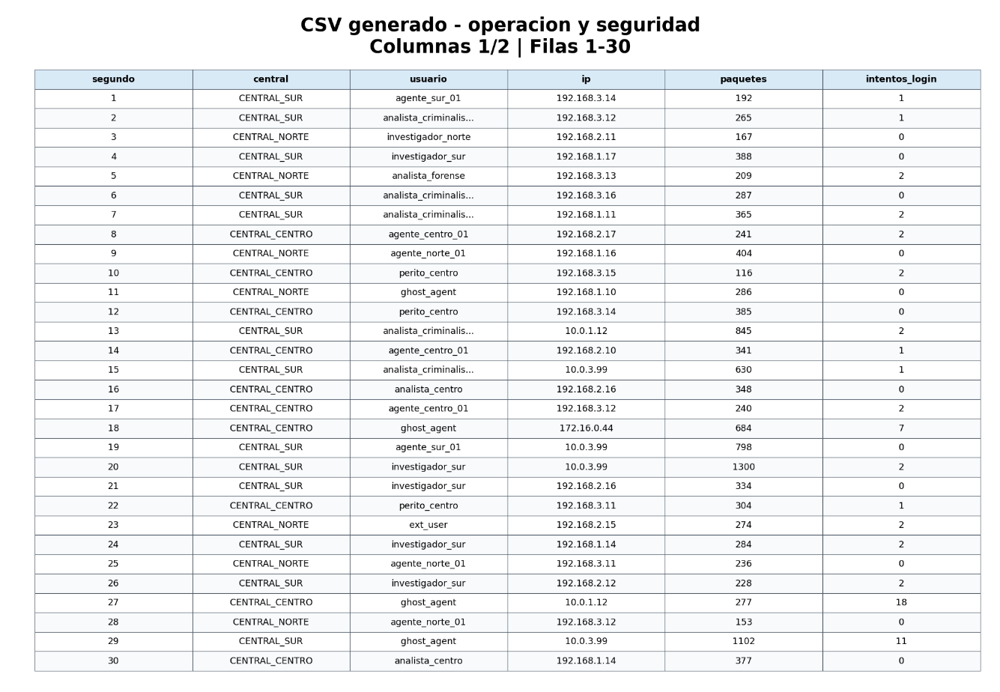 CSV generado - operacion y seguridad
Columnas 1/2 | Filas 1-30
segundo central usuario ip paquetes intentos_login
1 CENTRAL_SUR agente_sur_01 192.168.3.14 192 1
2 CENTRAL_SUR analista_criminalis... 192.168.3.12 265 1
3 CENTRAL_NORTE investigador_norte 192.168.2.11 167 0
4 CENTRAL_SUR investigador_sur 192.168.1.17 388 0
5 CENTRAL_NORTE analista_forense 192.168.3.13 209 2
6 CENTRAL_SUR analista_criminalis... 192.168.3.16 287 0
7 CENTRAL_SUR analista_criminalis... 192.168.1.11 365 2
8 CENTRAL_CENTRO agente_centro_01 192.168.2.17 241 2
9 CENTRAL_NORTE agente_norte_01 192.168.1.16 404 0
10 CENTRAL_CENTRO perito_centro 192.168.3.15 116 2
11 CENTRAL_NORTE ghost_agent 192.168.1.10 286 0
12 CENTRAL_CENTRO perito_centro 192.168.3.14 385 0
13 CENTRAL_SUR analista_criminalis... 10.0.1.12 845 2
14 CENTRAL_CENTRO agente_centro_01 192.168.2.10 341 1
15 CENTRAL_SUR analista_criminalis... 10.0.3.99 630 1
16 CENTRAL_CENTRO analista_centro 192.168.2.16 348 0
17 CENTRAL_CENTRO agente_centro_01 192.168.3.12 240 2
18 CENTRAL_CENTRO ghost_agent 172.16.0.44 684 7
19 CENTRAL_SUR agente_sur_01 10.0.3.99 798 0
20 CENTRAL_SUR investigador_sur 10.0.3.99 1300 2
21 CENTRAL_SUR investigador_sur 192.168.2.16 334 0
22 CENTRAL_CENTRO perito_centro 192.168.3.11 304 1
23 CENTRAL_NORTE ext_user 192.168.2.15 274 2
24 CENTRAL_SUR investigador_sur 192.168.1.14 284 2
25 CENTRAL_NORTE agente_norte_01 192.168.3.11 236 0
26 CENTRAL_SUR investigador_sur 192.168.2.12 228 2
27 CENTRAL_CENTRO ghost_agent 10.0.1.12 277 18
28 CENTRAL_NORTE agente_norte_01 192.168.3.12 153 0
29 CENTRAL_SUR ghost_agent 10.0.3.99 1102 11
30 CENTRAL_CENTRO analista_centro 192.168.1.14 377 0